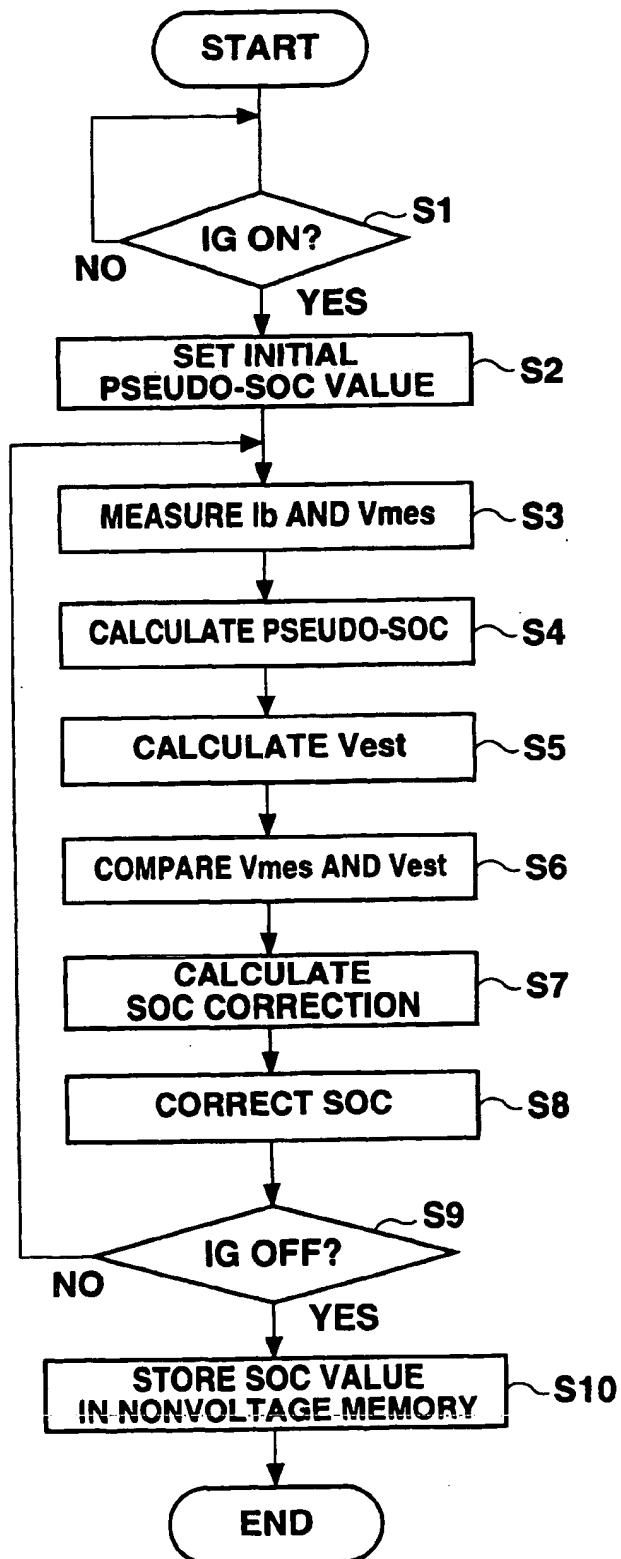 START
IG ON?
S1
NO
YES
SET INITIAL
PSEUDO-SOC VALUE
S2
MEASURE Ib AND Vmes
S3
CALCULATE PSEUDO-SOC
S4
CALCULATE Vest
S5
COMPARE Vmes AND Vest
S6
CALCULATE
SOC CORRECTION
S7
CORRECT SOC
S8
S9
IG OFF?
NO
YES
STORE SOC VALUE
IN NONVOLTAGE MEMORY
S10
END